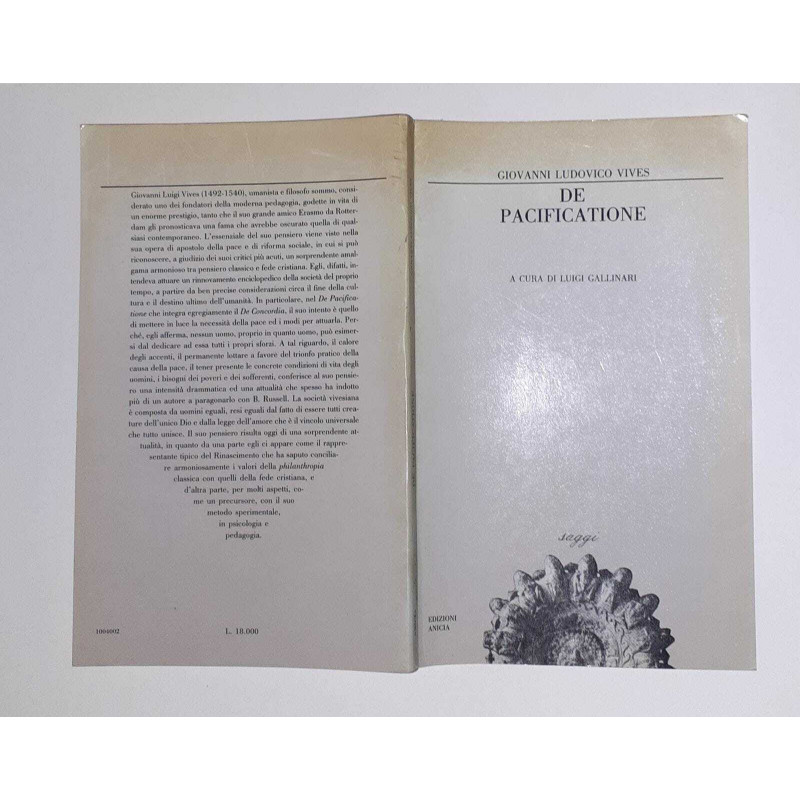 Giovanni Luigi Vives (1492-1540), umanista e filosofo sommo, consi-
derato uno dei fondatori della moderna pedagogia, godette in vita di
un enorme prestigio, tanto che il suo grande amico Erasmo da Rotter-
dam gli pronosticava una fama che avrebbe oscurato quella di qual-
siasi contemporaneo. L'essenziale del suo pensiero viene visto nella
sua opera di apostolo della pace e di riforma sociale, in cui si può
riconoscere, a giudizio dei suoi critici più acuti, un sorprendente amal-
gama armonioso tra pensiero classico e fede cristiana. Egli, difatti, in-
tendeva attuare un rinnovamento enciclopedico della società del proprio
tempo, a partire da ben precise considerazioni circa il fine della cul-
tura e il destino ultimo dell'umanità. In particolare, nel De Pacifica-
tione che integra egregiamente il De Concordia, il suo intento è quello
di mettere in luce la necessità della pace ed i modi per attuarla. Per-
ché, egli afferma, nessun uomo, proprio in quanto uomo, può esimer-
si dal dedicare ad essa tutti i propri sforzi. A tal riguardo, il calore
degli accenti, il permanente lottare a favore del trionfo pratico della
causa della pace, il tener presente le concrete condizioni di vita degli
uomini, i bisogni dei poveri e dei sofferenti, conferisce al suo pensie-
ro una intensità drammatica ed una attualità che spesso ha indotto
più di un autore a paragonarlo con B. Russell. La società vivesiana
è composta da uomini eguali, resi eguali dal fatto di essere tutti crea-
ture dell'unico Dio e dalla legge dell'amore che è il vincolo universale
che tutto unisce. Il suo pensiero risulta oggi di una sorprendente at-
tualità, in quanto da una parte egli ci appare come il rappre-
sentante tipico del Rinascimento che ha saputo concilia-
re armoniosamente i valori della philanthropia
classica con quelli della fede cristiana, e
d'altra parte, per molti aspetti, co-
me un precursore, con il suo
metodo sperimentale,
in psicologia e
pedagogia.
1004002
L. 18.000
GIOVANNI LUDOVICO VIVES
DE
PACIFICATIONE
A CURA DI LUIGI GALLINARI
saggi
EDIZIONI
ANICIA